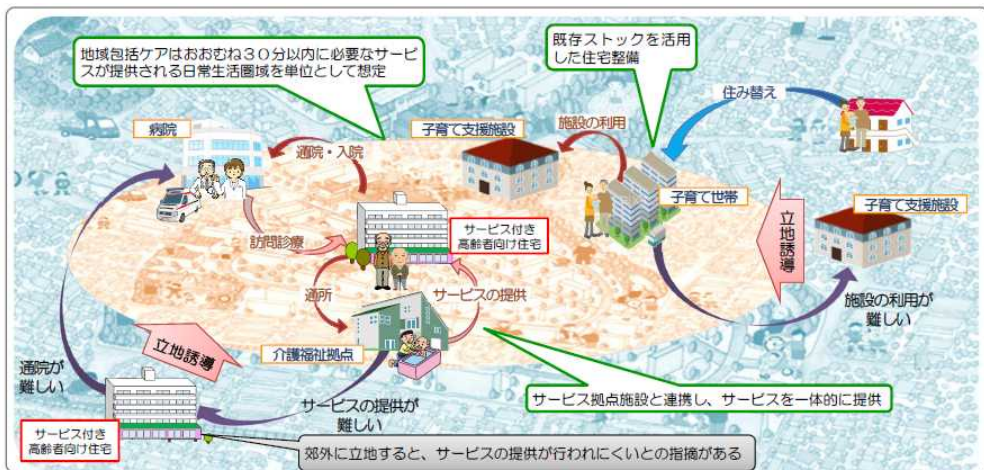 地域包括ケアはおおむね３０分以内に必要なサービ
スが提供される日常生活圏域を単位として想定
既存ストックを活用
した住宅整備
住み替え
病院
通院・入院
子育て支援施設
施設の利用
子育て世帯
子育て支援施設
立地誘導
訪問診療
サービス付き
高齢者向け住宅
通所
サービスの提供
施設の利用が
難しい
介護福祉拠点
立地誘導
通院が
難しい
サービスの提供が
難しい
サービス拠点施設と連携し、サービスを一体的に提供
サービス付き
高齢者向け住宅
郊外に立地すると、サービスの提供が行われにくいとの指摘がある